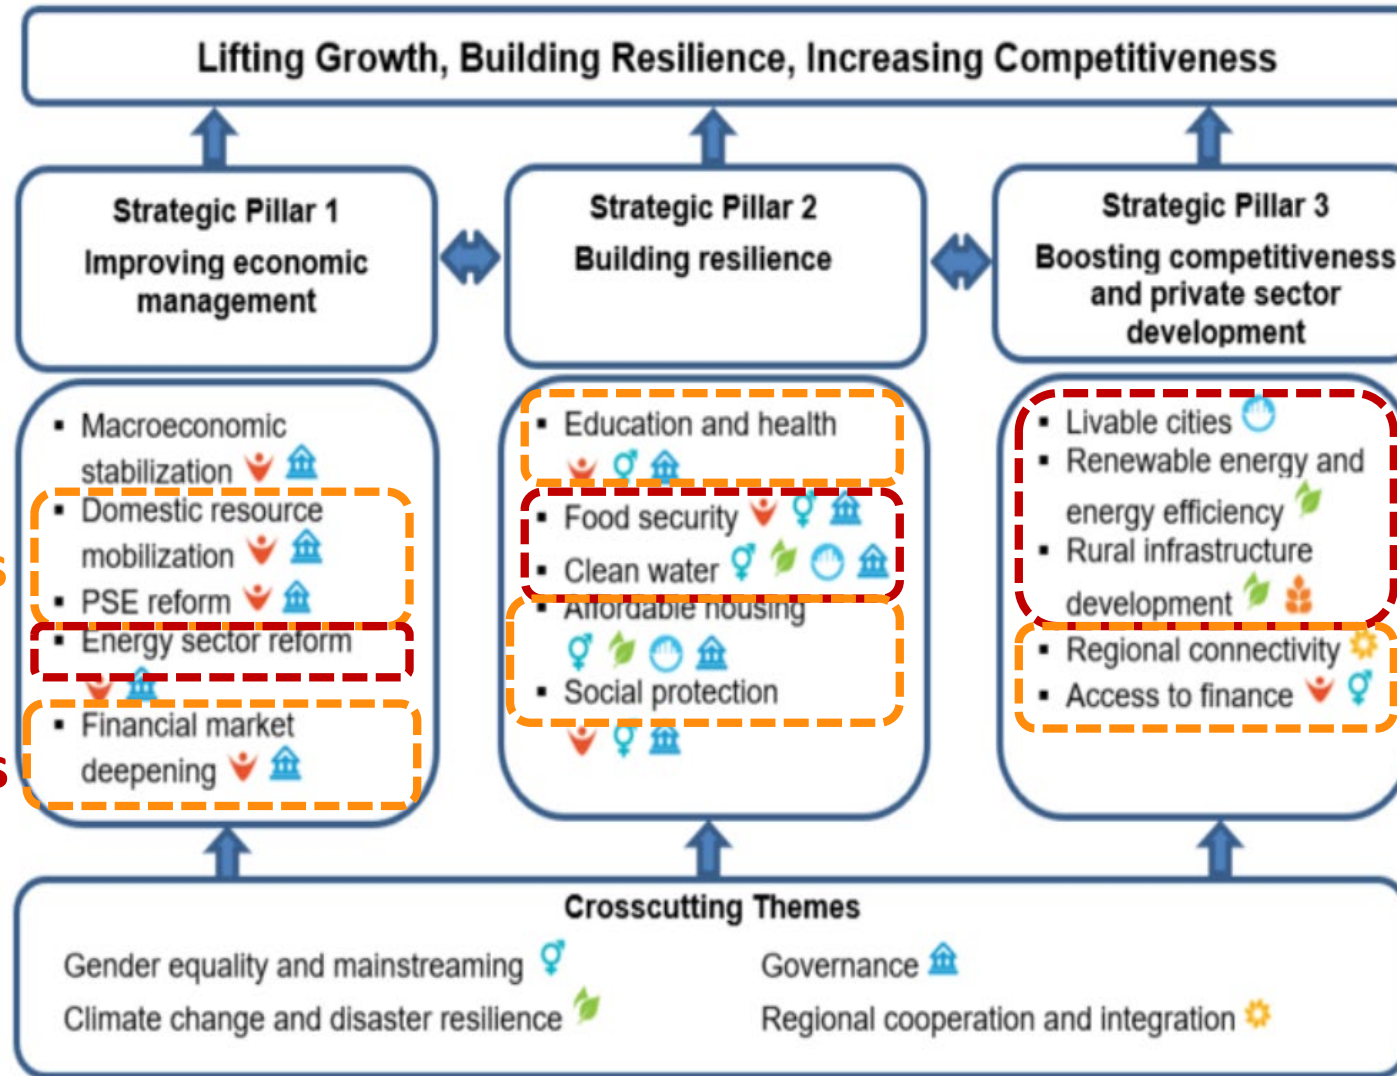 Lifting Growth, Building Resilience, Increasing Competitiveness
Strategic Pillar 1
Improving economic
management
Strategic Pillar 2
Building resilience
Strategic Pillar 3
Boosting competitiveness
and private sector
development
▪ Macroeconomic
stabilization
▪ Domestic resource
mobilization
▪ PSE reform
▪ Energy sector reform
▪ Financial market
deepening
s
s
▪ Education and health
▪ Food security
▪ Clean water
▪ Affordable housing
▪ Social protection
▪ Livable cities
▪ Renewable energy and
energy efficiency
▪ Rural infrastructure
development
▪ Regional connectivity
▪ Access to finance
Crosscutting Themes
Gender equality and mainstreaming
Climate change and disaster resilience
Governance
Regional cooperation and integration